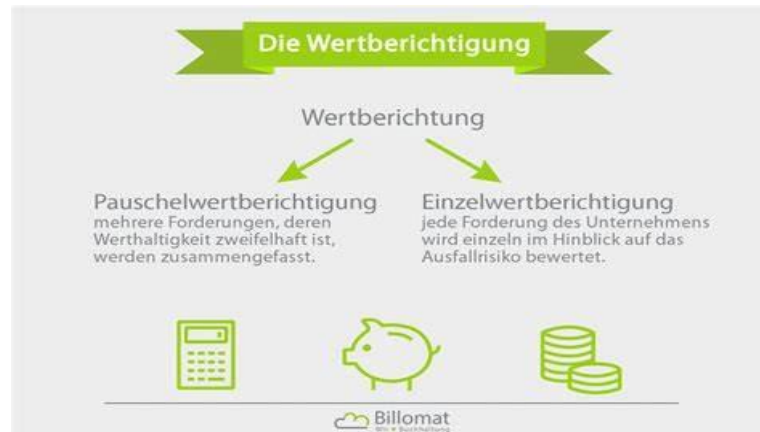 Die Wertberichtigung
Wertberichtung
Pauschelwertberichtigung
mehrere Forderungen, deren
Werthaltigkeit zweifelhaft ist,
werden zusammengefasst.
Einzelwertberichtigung
jede Forderung des Unternehmens
wird einzeln im Hinblick auf das
Ausfallrisiko bewertet.
Billomat
Buchhaltung